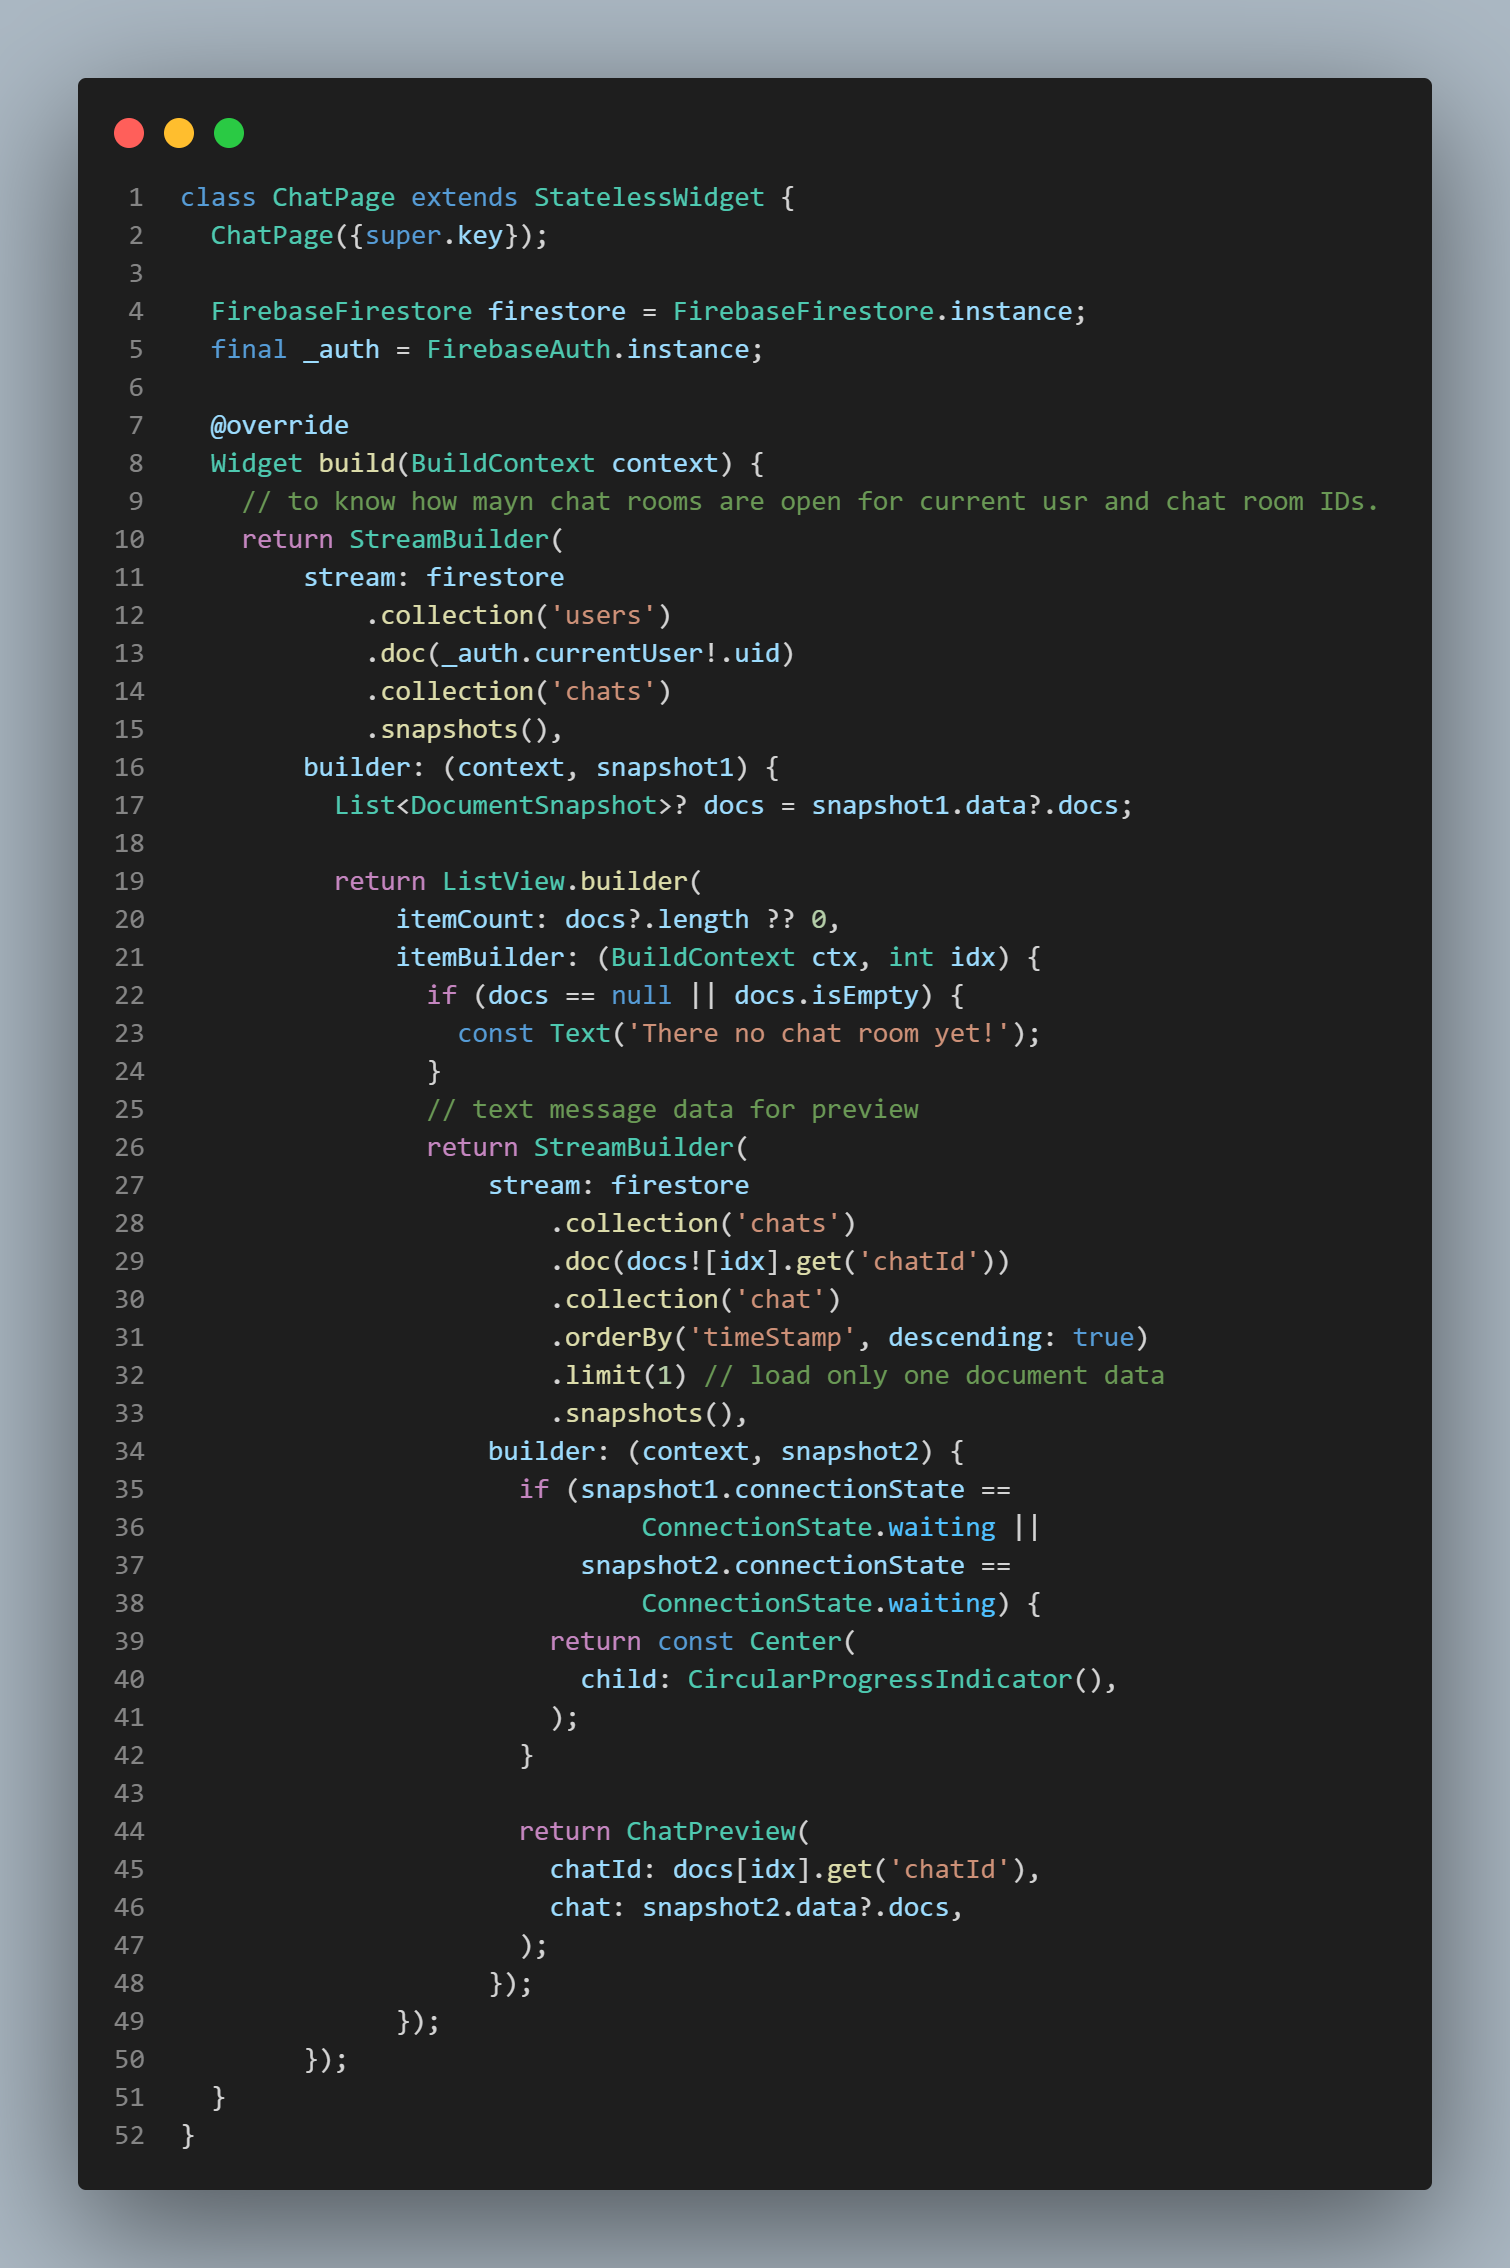 1 class ChatPage extends StatelessWidget {
2   ChatPage({super.key});
3
4   FirebaseFirestore firestore = FirebaseFirestore.instance;
5   final _auth = FirebaseAuth.instance;
6
7   @override
8   Widget build(BuildContext context) {
9     // to know how mayn chat rooms are open for current usr and chat room IDs.
10     return StreamBuilder(
11         stream: firestore
12             .collection('users')
13             .doc(_auth.currentUser!.uid)
14             .collection('chats')
15             .snapshots(),
16         builder: (context, snapshot1) {
17           List<DocumentSnapshot>? docs = snapshot1.data?.docs;
18
19           return ListView.builder(
20               itemCount: docs?.length ?? 0,
21               itemBuilder: (BuildContext ctx, int idx) {
22                 if (docs == null || docs.isEmpty) {
23                   const Text('There no chat room yet!');
24                 }
25                 // text message data for preview
26                 return StreamBuilder(
27                     stream: firestore
28                         .collection('chats')
29                         .doc(docs![idx].get('chatId'))
30                         .collection('chat')
31                         .orderBy('timeStamp', descending: true)
32                         .limit(1) // load only one document data
33                         .snapshots(),
34                     builder: (context, snapshot2) {
35                       if (snapshot1.connectionState ==
36                               ConnectionState.waiting ||
37                           snapshot2.connectionState ==
38                               ConnectionState.waiting) {
39                         return const Center(
40                           child: CircularProgressIndicator(),
41                         );
42                       }
43
44                       return ChatPreview(
45                         chatId: docs[idx].get('chatId'),
46                         chat: snapshot2.data?.docs,
47                       );
48                     });
49               });
50         });
51   }
52 }